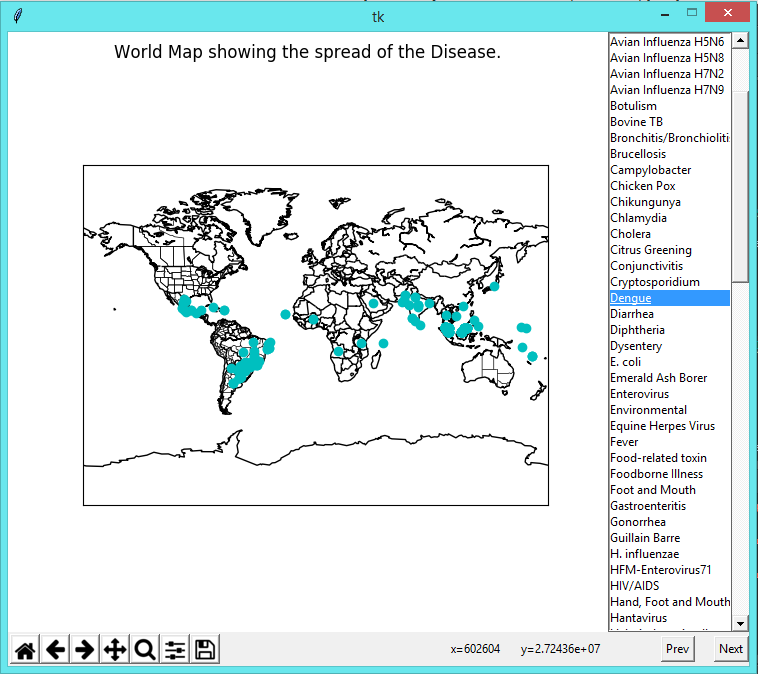 tk
World Map showing the spread of the Disease.
Avian Influenza H5N6
Avian Influenza H5N8
Avian Influenza H7N2
Avian Influenza H7N9
Botulism
Bovine TB
Bronchitis/Bronchioliti
Brucellosis
Campylobacter
Chicken Pox
Chikungunya
Chlamydia
Cholera
Citrus Greening
Conjunctivitis
Cryptosporidium
Dengue
Diarrhea
Diphtheria
Dysentery
E. coli
Emerald Ash Borer
Enterovirus
Environmental
Equine Herpes Virus
Fever
Food-related toxin
Foodborne Illness
Foot and Mouth
Gastroenteritis
Gonorrhea
Guillain Barre
H. influenzae
HFM-Enterovirus71
HIV/AIDS
Hand, Foot and Mouth
Hantavirus
x=602604 y=2.72436e+07
Prev
Next